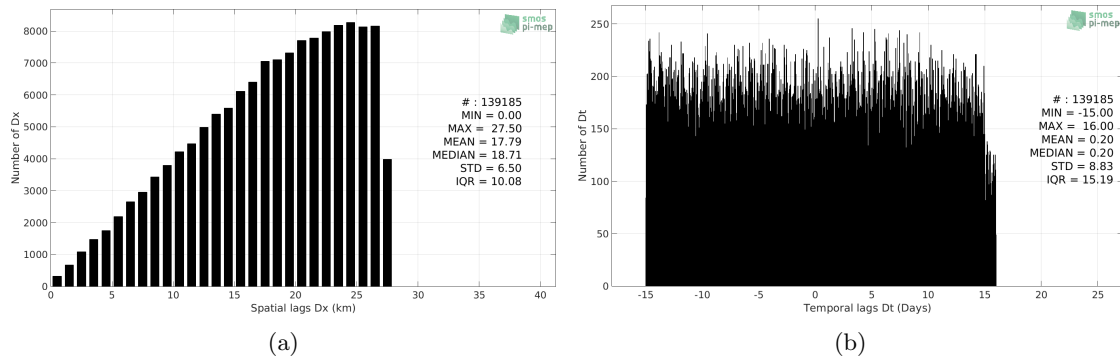 smos
pi-mep
8000
7000
6000
5000
4000
3000
2000
1000
0
Number of Dx
# : 139185
MIN = 0.00
MAX = 27.50
MEAN = 17.79
MEDIAN = 18.71
STD = 6.50
IQR = 10.08
0 5 10 15 20 25 30 35 40
Spatial lags Dx (km)
(a)
smos
pi-mep
250
200
150
100
50
0
Number of Dt
# : 139185
MIN = -15.00
MAX = 16.00
MEAN = 0.20
MEDIAN = 0.20
STD = 8.83
IQR = 15.19
-15 -10 -5 0 5 10 15 20 25
Temporal lags Dt (Days)
(b)